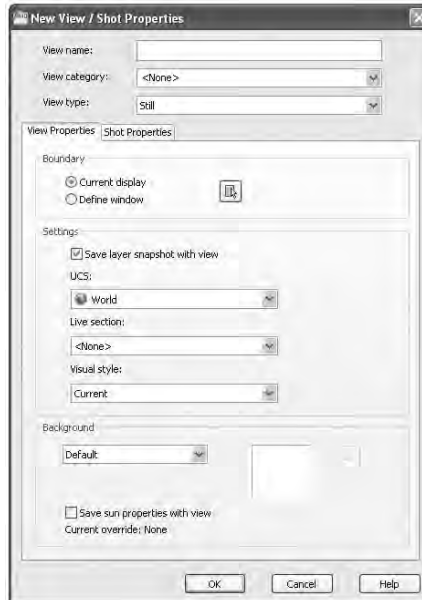 New View / Shot Properties
View name:
View category: <None>
View type: Still
View Properties Shot Properties
Boundary
Current display
Define window
Settings
Save layer snapshot with view
UCS:
World
Live section:
<None>
Visual style:
Current
Background
Default
Save sun properties with view
Current override: None
OK Cancel Help